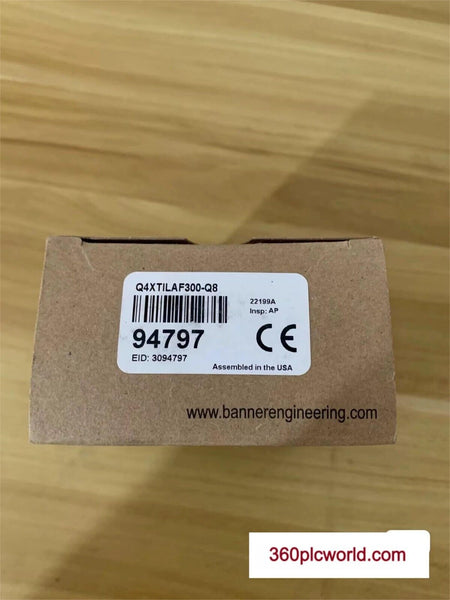 Q4XTILAF300-Q8
22199A
Insp: AP
94797
CE
EID: 3094797
Assembled in the USA
www.bannerengineering.com
360plcworld.com